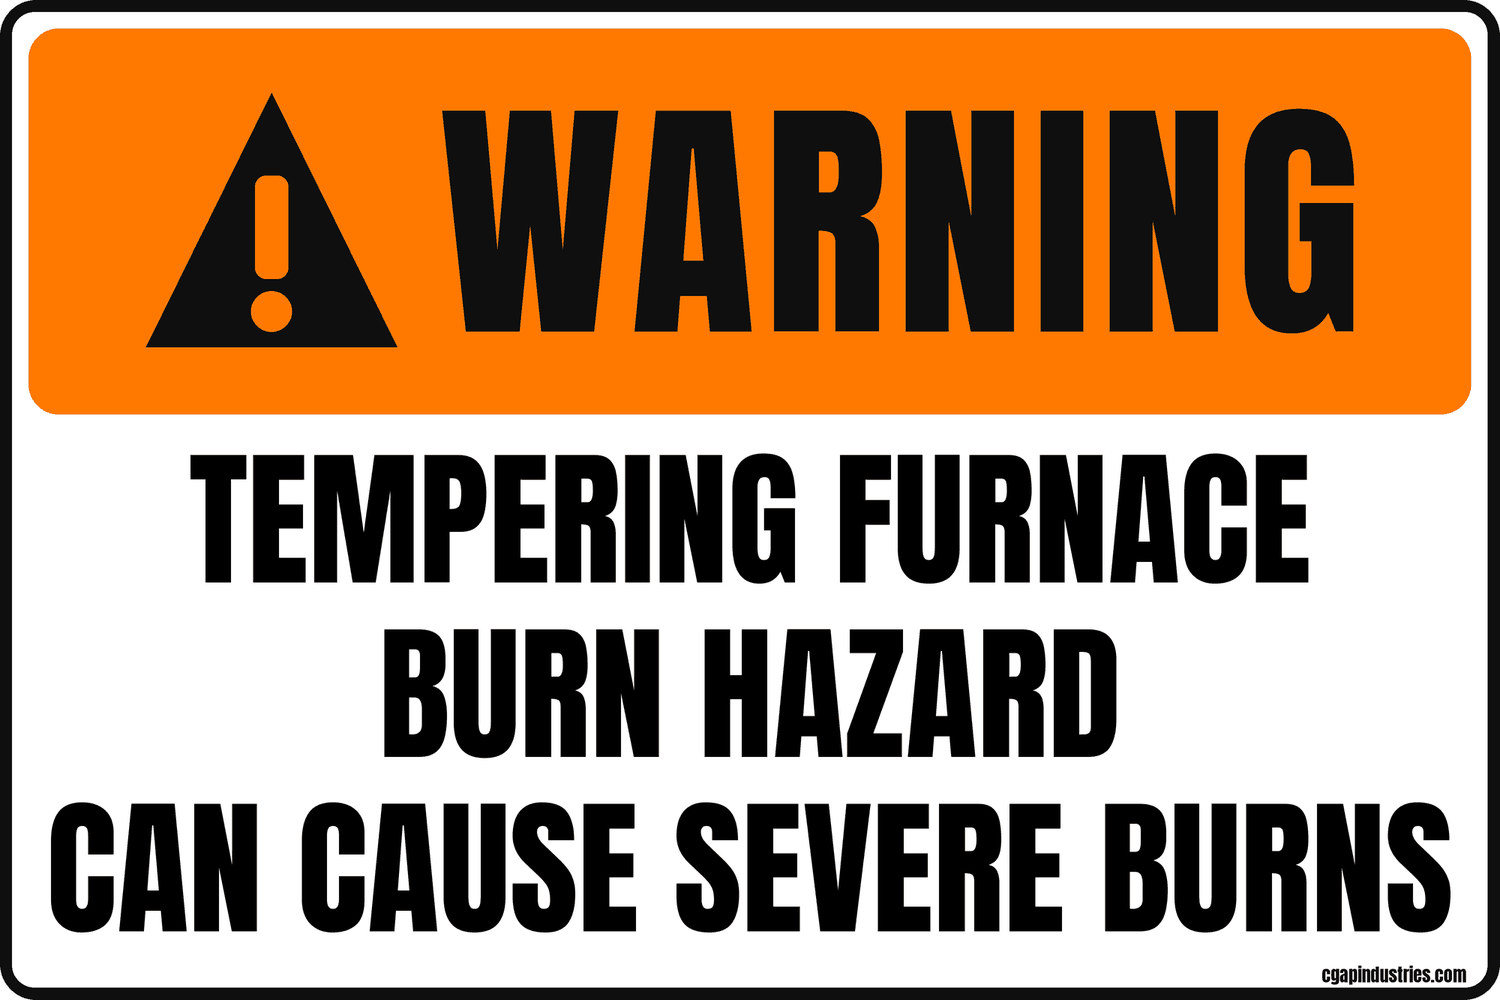 WARNING
TEMPERING FURNACE
BURN HAZARD
CAN CAUSE SEVERE BURNS
cgapindustries.com